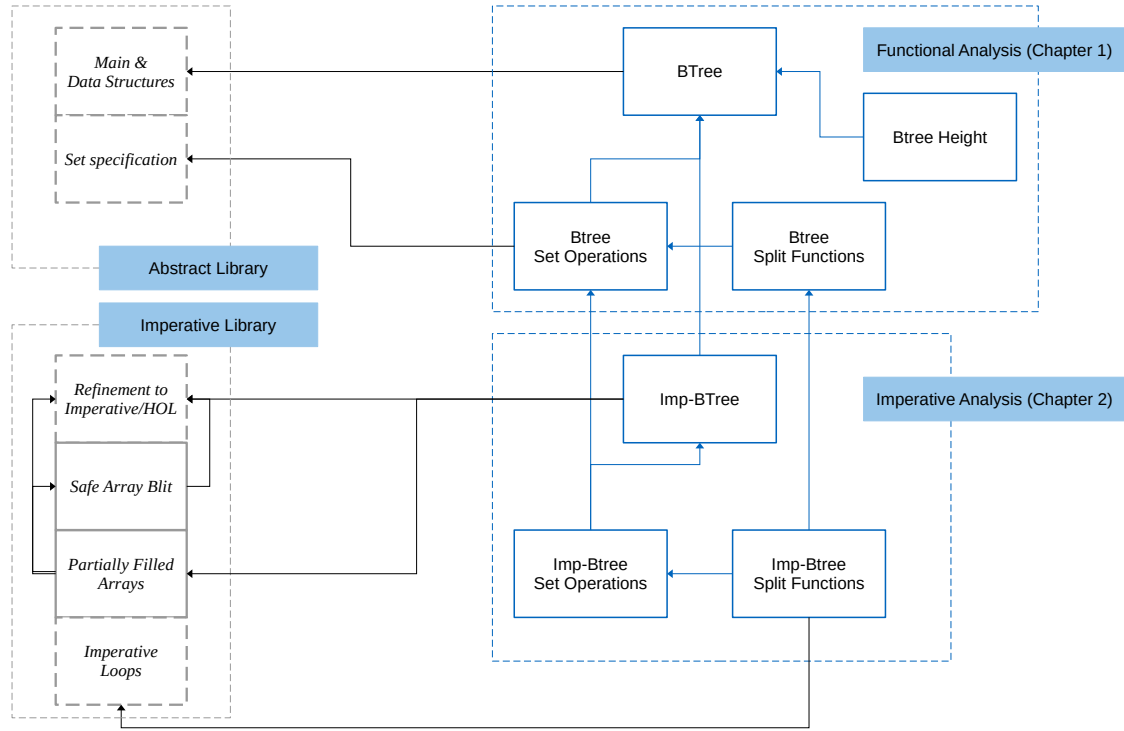 Main &
Data Structures
Set specification
Abstract Library
BTree
Functional Analysis (Chapter 1)
Btree Height
Btree
Set Operations
Btree
Split Functions
Imperative Library
Refinement to
Imperative/HOL
Safe Array Blit
Partially Filled
Arrays
Imperative
Loops
Imp-BTree
Imperative Analysis (Chapter 2)
Imp-Btree
Set Operations
Imp-Btree
Split Functions